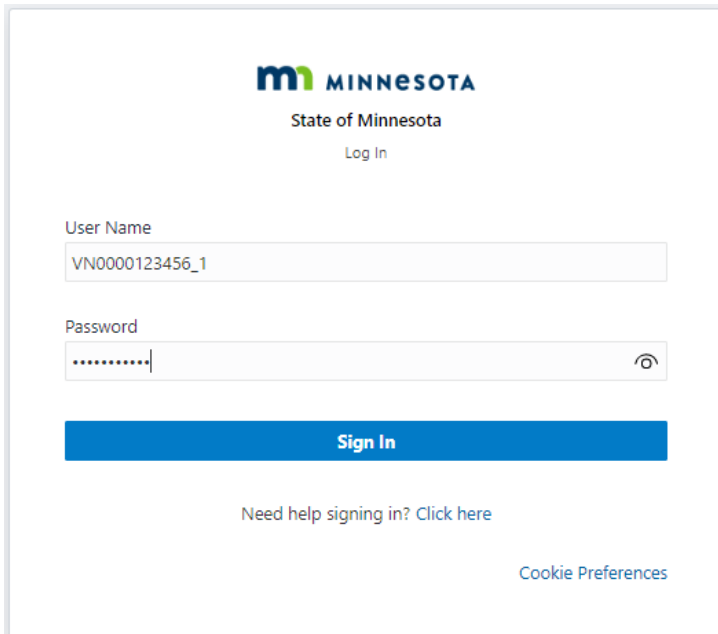 mn MINNESOTA
State of Minnesota
Log In
User Name
VN0000123456_1
Password
•••••••••••
Sign In
Need help signing in? Click here
Cookie Preferences